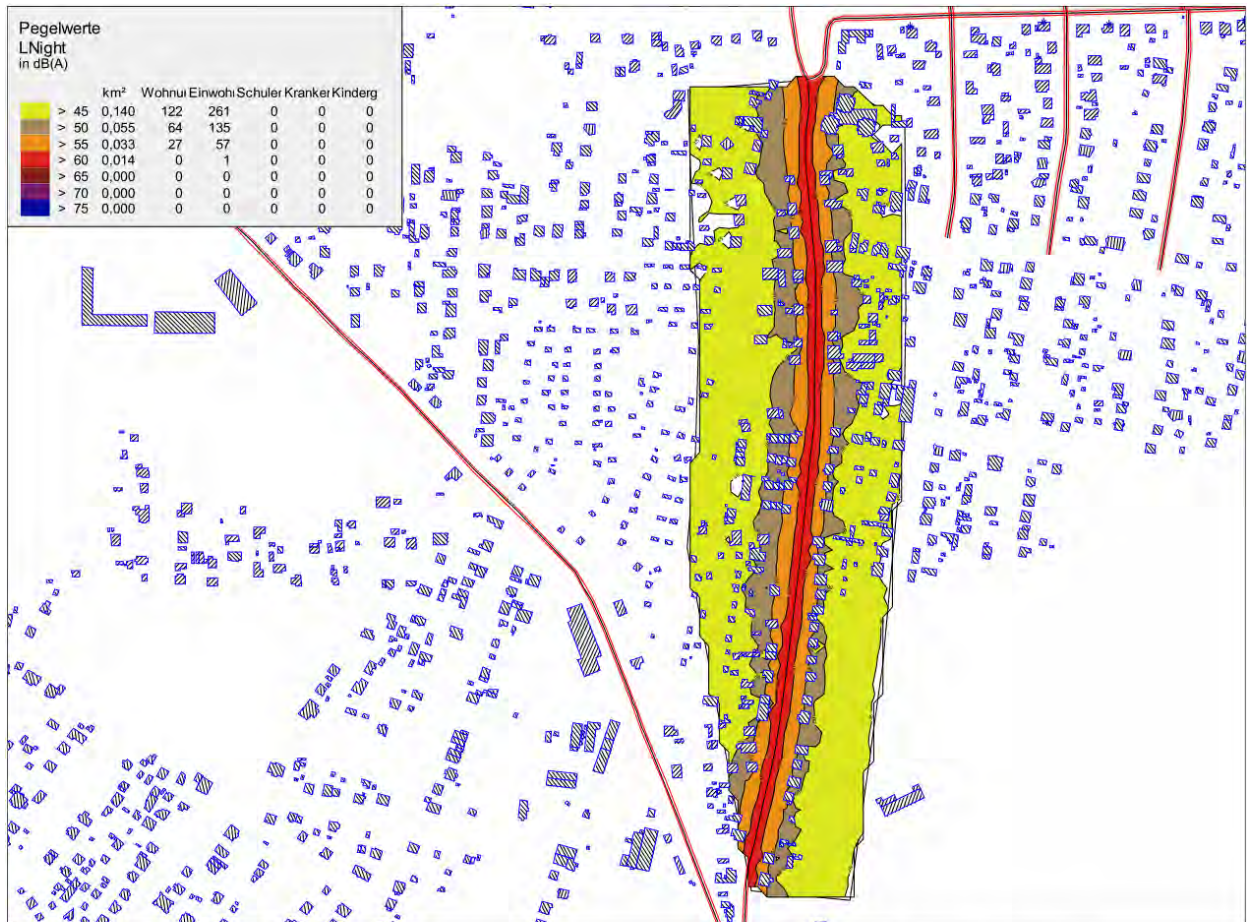 Pegelwerte
LNight
in dB(A)
km² Wohnu Einwoh Schuler Kranker Kinderg
> 45 0,140 122 261 0 0 0
> 50 0,055 64 135 0 0 0
> 55 0,033 27 57 0 0 0
> 60 0,014 0 1 0 0 0
> 65 0,000 0 0 0 0 0
> 70 0,000 0 0 0 0 0
> 75 0,000 0 0 0 0 0